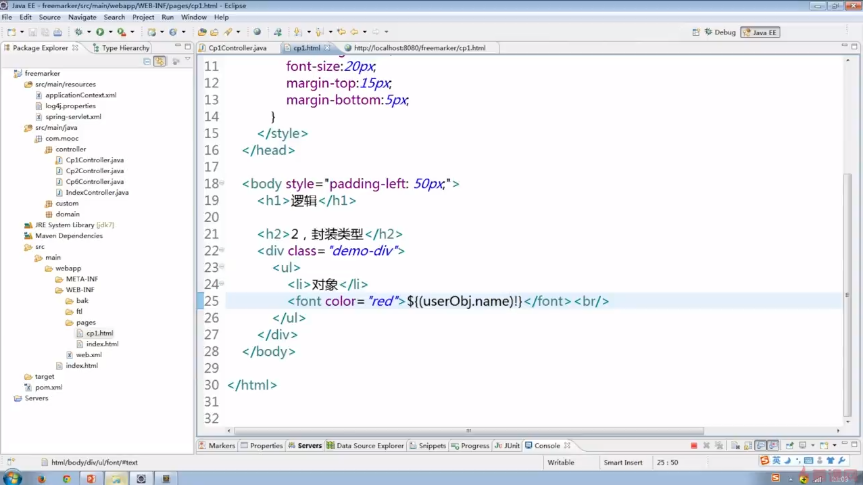 Java EE - freemarker/src/main/webapp/WEB-INF/pages/cp1.html - Eclipse
File Edit Source Navigate Search Project Run Window Help
Debug Java EE
Package Explorer Type Hierarchy
Cp1Controller.java cp1.html http://localhost:8080/freemarker/cp1.html
freemarker
src/main/resources
applicationContext.xml
log4j.properties
spring-servlet.xml
src/main/java
com.mooc
controller
Cp1Controller.java
Cp2Controller.java
Cp6Controller.java
IndexController.java
custom
domain
JRE System Library [jdk7]
Maven Dependencies
src
main
webapp
META-INF
WEB-INF
bak
ftl
pages
cp1.html
index.html
web.xml
index.html
target
pom.xml
Servers
11 font-size:20px;
12 margin-top:15px;
13 margin-bottom:5px;
14 }
15 </style>
16 </head>
17
18 <body style="padding-left: 50px;">
19 <h1>逻辑</h1>
20
21 <h2>2，封装类型</h2>
22 <div class="demo-div">
23 <ul>
24 <li>对象</li>
25 <font color="red">${(userObj.name)!}</font><br/>
26 </ul>
27 </div>
28 </body>
29
30 </html>
31
32
Markers Properties Servers Data Source Explorer Snippets Progress JUnit Console
html/body/div/ul/font/#text Writable Smart Insert 25 : 50
英